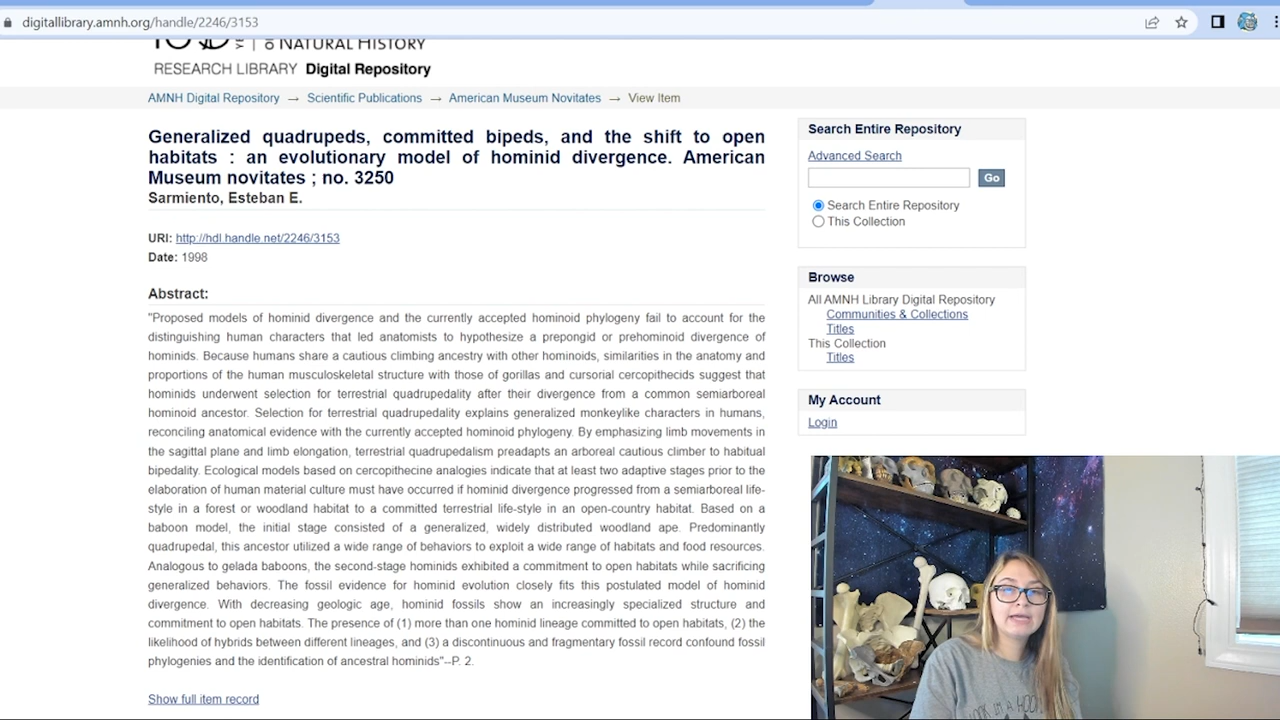 digitallibrary.amnh.org/handle/2246/3153
OF NATURAL HISTORY
RESEARCH LIBRARY Digital Repository
AMNH Digital Repository → Scientific Publications → American Museum Novitates → View Item
Generalized quadrupeds, committed bipeds, and the shift to open
habitats : an evolutionary model of hominid divergence. American
Museum novitates ; no. 3250
Sarmiento, Esteban E.
URI: http://hdl.handle.net/2246/3153
Date: 1998
Abstract:
"Proposed models of hominid divergence and the currently accepted hominoid phylogeny fail to account for the
distinguishing human characters that led anatomists to hypothesize a prepongid or prehominoid divergence of
hominids. Because humans share a cautious climbing ancestry with other hominoids, similarities in the anatomy and
proportions of the human musculoskeletal structure with those of gorillas and cursorial cercopithecids suggest that
hominids underwent selection for terrestrial quadrupedality after their divergence from a common semiarboreal
hominoid ancestor. Selection for terrestrial quadrupedality explains generalized monkeylike characters in humans,
reconciling anatomical evidence with the currently accepted hominoid phylogeny. By emphasizing limb movements in
the sagittal plane and limb elongation, terrestrial quadrupedalism preadapts an arboreal cautious climber to habitual
bipedality. Ecological models based on cercopithecine analogies indicate that at least two adaptive stages prior to the
elaboration of human material culture must have occurred if hominid divergence progressed from a semiarboreal life-
style in a forest or woodland habitat to a committed terrestrial life-style in an open-country habitat. Based on a
baboon model, the initial stage consisted of a generalized, widely distributed woodland ape. Predominantly
quadrupedal, this ancestor utilized a wide range of behaviors to exploit a wide range of habitats and food resources.
Analogous to gelada baboons, the second-stage hominids exhibited a commitment to open habitats while sacrificing
generalized behaviors. The fossil evidence for hominid evolution closely fits this postulated model of hominid
divergence. With decreasing geologic age, hominid fossils show an increasingly specialized structure and
commitment to open habitats. The presence of (1) more than one hominid lineage committed to open habitats, (2) the
likelihood of hybrids between different lineages, and (3) a discontinuous and fragmentary fossil record confound fossil
phylogenies and the identification of ancestral hominids"--P. 2.
Show full item record
Search Entire Repository
Advanced Search
Go
Search Entire Repository
This Collection
Browse
All AMNH Library Digital Repository
Communities & Collections
Titles
This Collection
Titles
My Account
Login